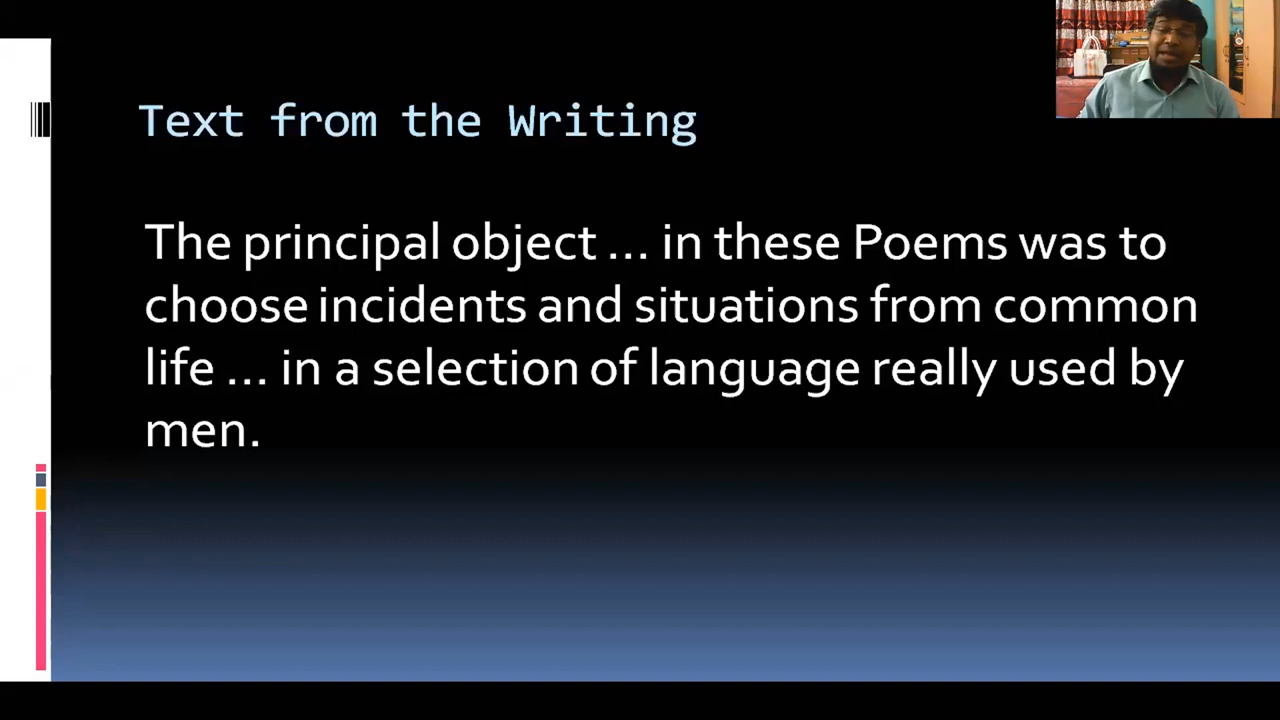 Text from the Writing
The principal object ... in these Poems was to
choose incidents and situations from common
life ... in a selection of language really used by
men.